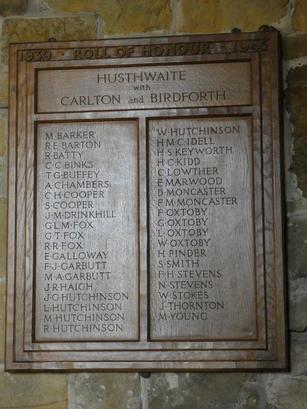 1939 · ROLL OF HONOUR · 1945
HUSTHWAITE
with
CARLTON and BIRDFORTH
M. BARKER
R. E. BARTON
R. BATTY
C. C. BINKS
T. G. BUFFEY
A. CHAMBERS
C. H. COOPER
S. COOPER
J. M. DRINKHILL
G. L. M. FOX
G. T. FOX
R. R. FOX
E. GALLOWAY
F. J. GARBUTT
M. A. GARBUTT
J. R. HAIGH
J. G. HUTCHINSON
L. HUTCHINSON
M. HUTCHINSON
R. HUTCHINSON
W. HUTCHINSON
H. M. C. IDELL
H. S. KEYWORTH
H. C. KIDD
C. LOWTHER
E. MARWOOD
B. MONCASTER
F. M. MONCASTER
F. OXTOBY
G. OXTOBY
L. OXTOBY
W. OXTOBY
H. PINDER
S. SMITH
F. H. STEVENS
N. STEVENS
W. STOKES
J. THORNTON
M. YOUNG